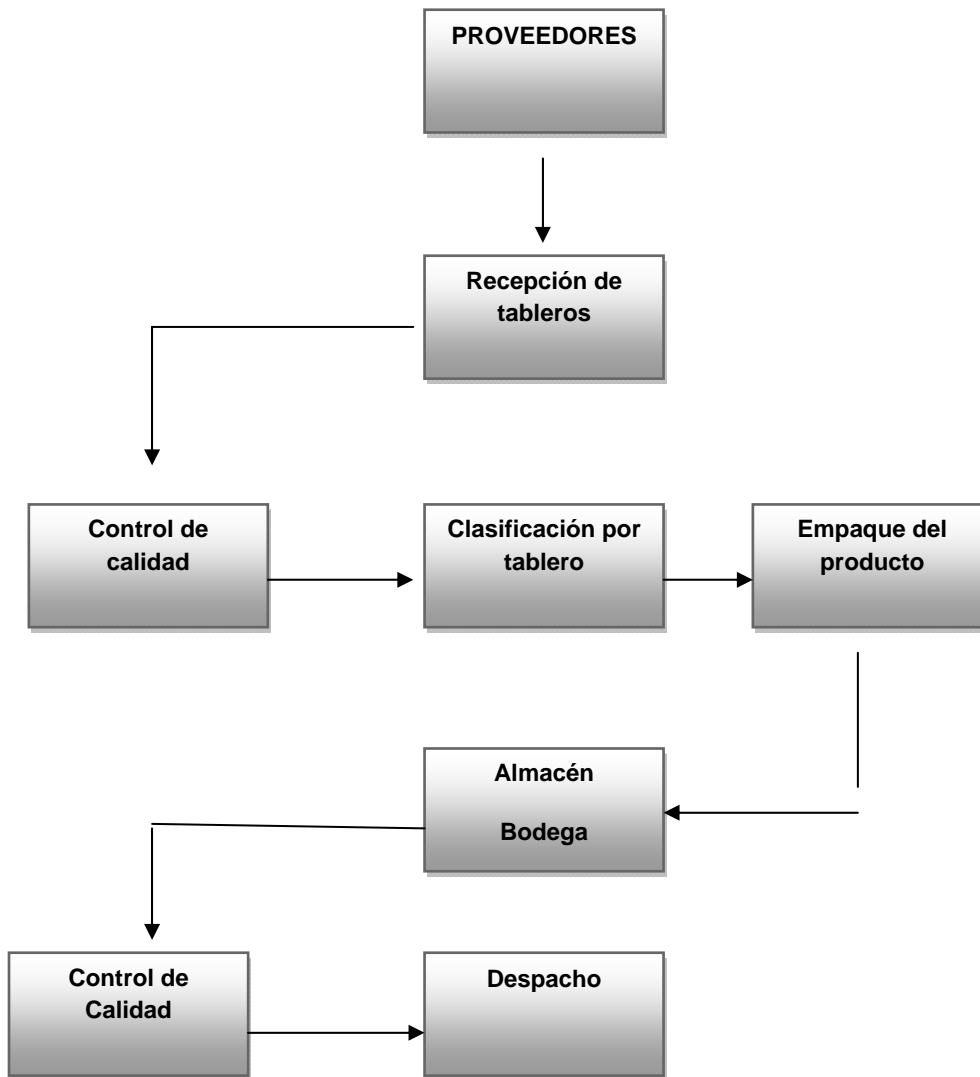 PROVEEDORES
Recepción de
tableros
Control de
calidad
Clasificación por
tablero
Empaque del
producto
Almacén
Bodega
Control de
Calidad
Despacho